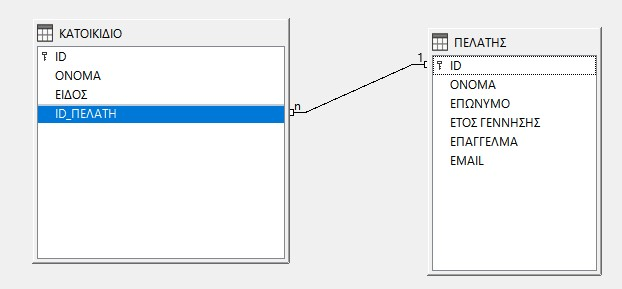 ΚΑΤΟΙΚΙΔΙΟ
ID
ΟΝΟΜΑ
ΕΙΔΟΣ
ID_ΠΕΛΑΤΗ
n
1
ΠΕΛΑΤΗΣ
ID
ΟΝΟΜΑ
ΕΠΩΝΥΜΟ
ΕΤΟΣ ΓΕΝΝΗΣΗΣ
ΕΠΑΓΓΕΛΜΑ
EMAIL